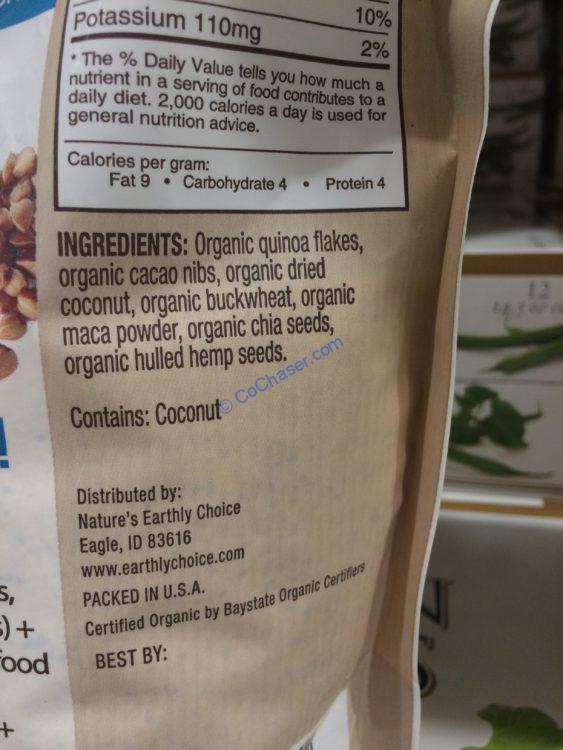 10%
Potassium 110mg 2%
* The % Daily Value tells you how much a
nutrient in a serving of food contributes to a
daily diet. 2,000 calories a day is used for
general nutrition advice.
Calories per gram:
Fat 9 • Carbohydrate 4 • Protein 4
INGREDIENTS: Organic quinoa flakes,
organic cacao nibs, organic dried
coconut, organic buckwheat, organic
maca powder, organic chia seeds,
organic hulled hemp seeds.
© CoChaser.com
Contains: Coconut
Distributed by:
Nature's Earthly Choice
Eagle, ID 83616
www.earthlychoice.com
PACKED IN U.S.A.
Certified Organic by Baystate Organic Certifiers
BEST BY:
s,
) +
food
+
12